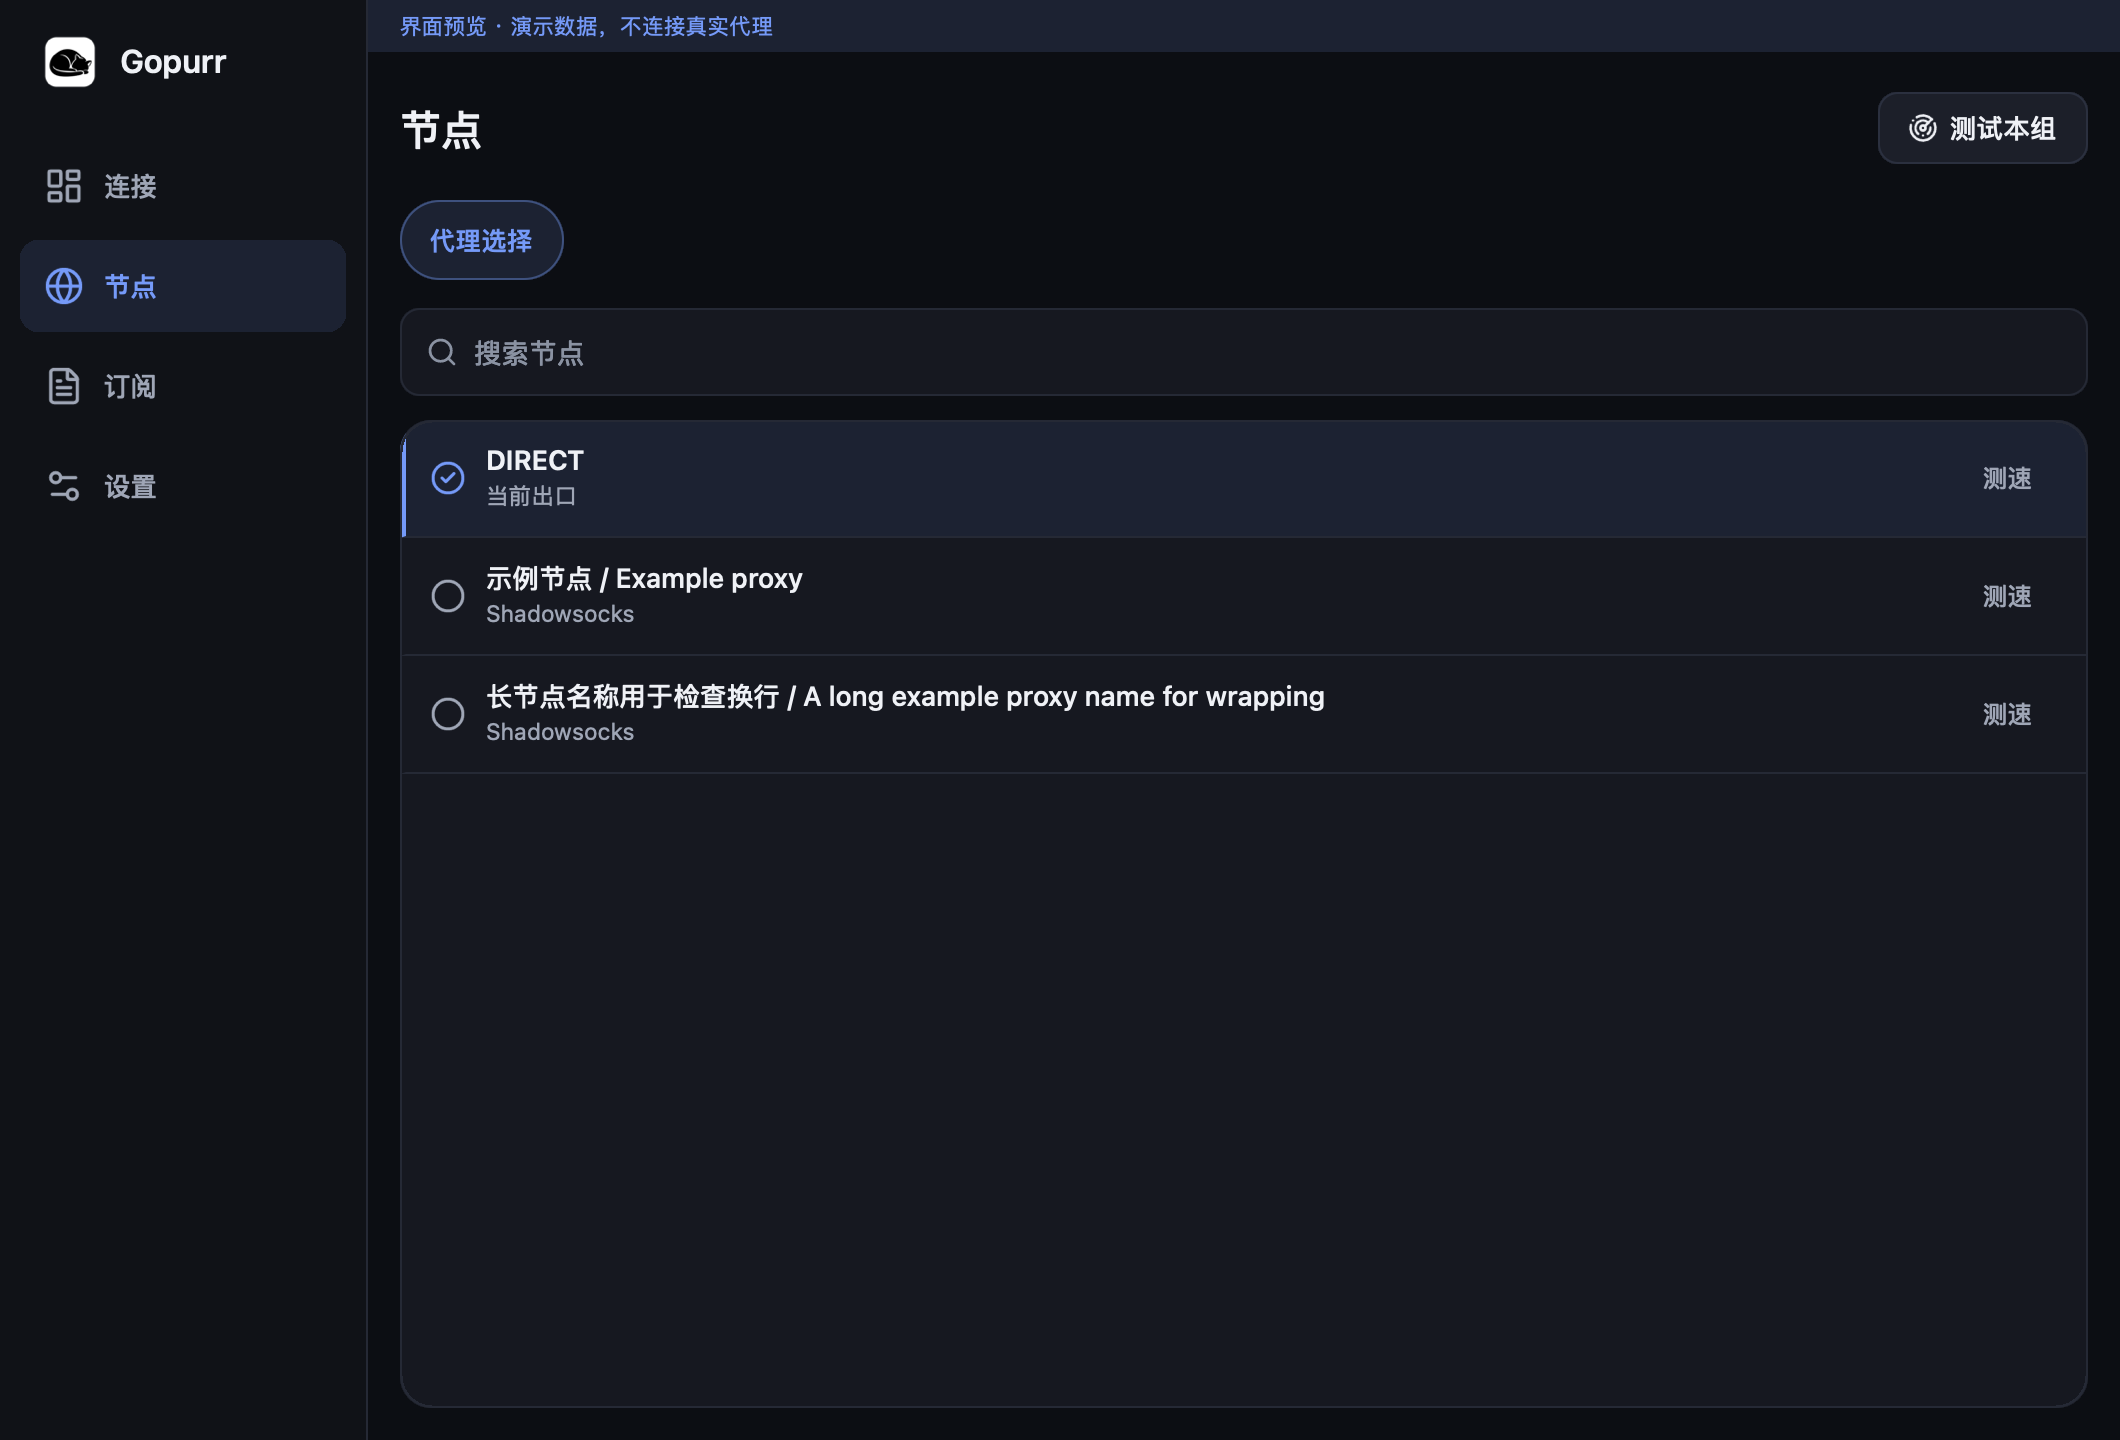 Gopurr
连接
节点
订阅
设置
界面预览 · 演示数据，不连接真实代理
节点
测试本组
代理选择
搜索节点
DIRECT
当前出口
测速
示例节点 / Example proxy
Shadowsocks
测速
长节点名称用于检查换行 / A long example proxy name for wrapping
Shadowsocks
测速